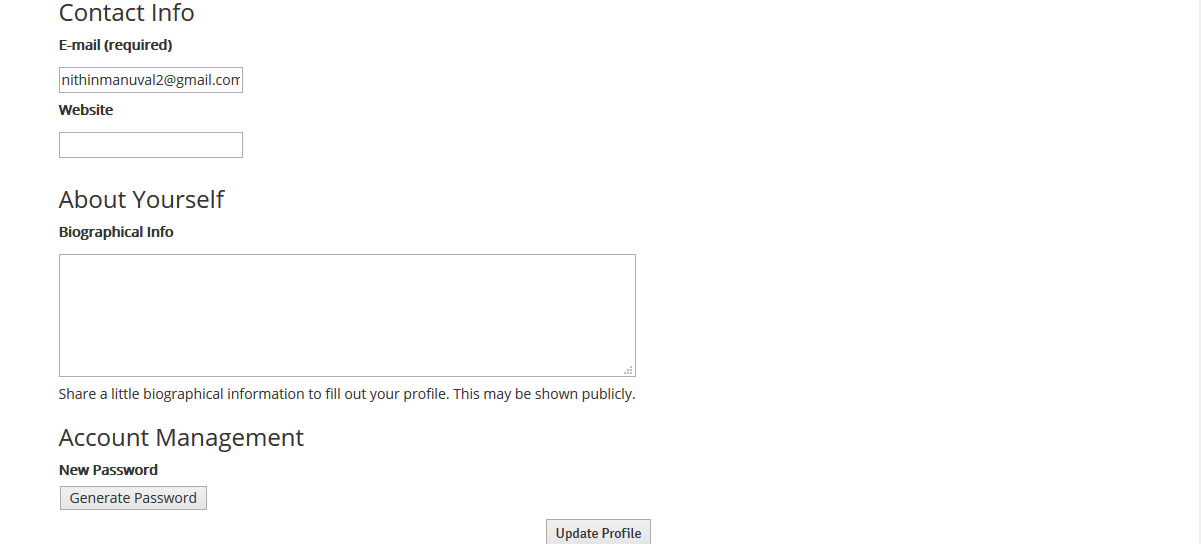 Contact Info
E-mail (required)
nithinmanuval2@gmail.com
Website
About Yourself
Biographical Info
Share a little biographical information to fill out your profile. This may be shown publicly.
Account Management
New Password
Generate Password
Update Profile